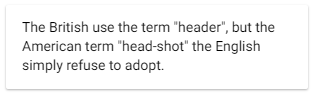 The British use the term "header", but the
American term "head-shot" the English
simply refuse to adopt.